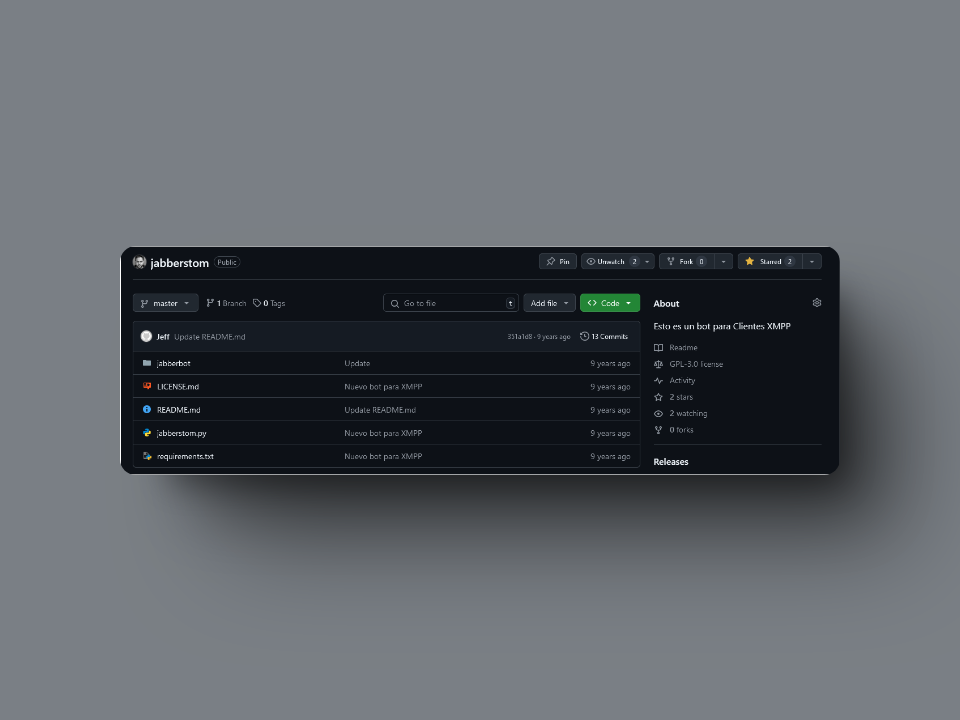 jabberstom Public Pin Unwatch 2 Fork 0 Starred 2
master 1 Branch 0 Tags Go to file t Add file Code
Jeff Update README.md 351a1d8 · 9 years ago 13 Commits
jabberbot Update 9 years ago
LICENSE.md Nuevo bot para XMPP 9 years ago
README.md Update README.md 9 years ago
jabberstom.py Nuevo bot para XMPP 9 years ago
requirements.txt Nuevo bot para XMPP 9 years ago
About
Esto es un bot para Clientes XMPP
Readme
GPL-3.0 license
Activity
2 stars
2 watching
0 forks
Releases